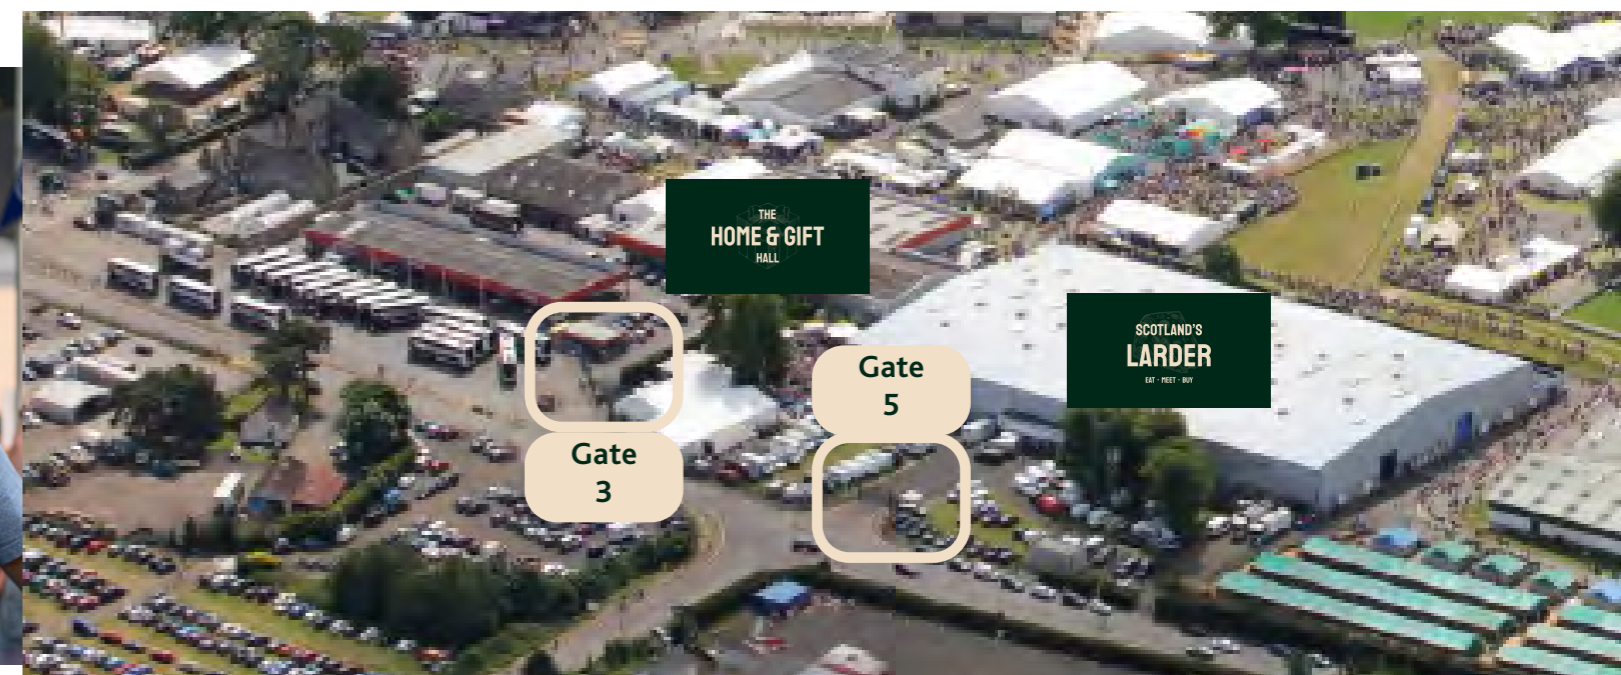 THE
HOME & GIFT
HALL
SCOTLAND'S
LARDER
EAT · MEET · BUY
Gate
5
Gate
3